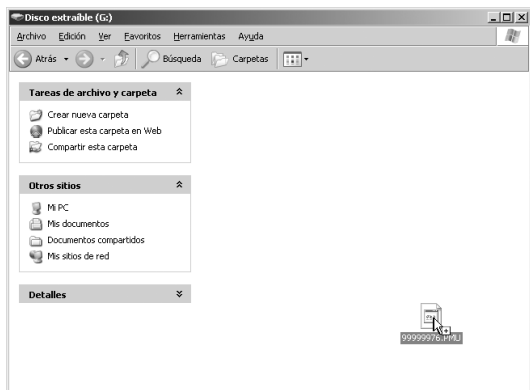 Disco extraíble (G:)
Archivo Edición Ver Favoritos Herramientas Ayuda
Atrás Búsqueda Carpetas
Tareas de archivo y carpeta
Crear nueva carpeta
Publicar esta carpeta en Web
Compartir esta carpeta
Otros sitios
Mi PC
Mis documentos
Documentos compartidos
Mis sitios de red
Detalles
99999976.PMU